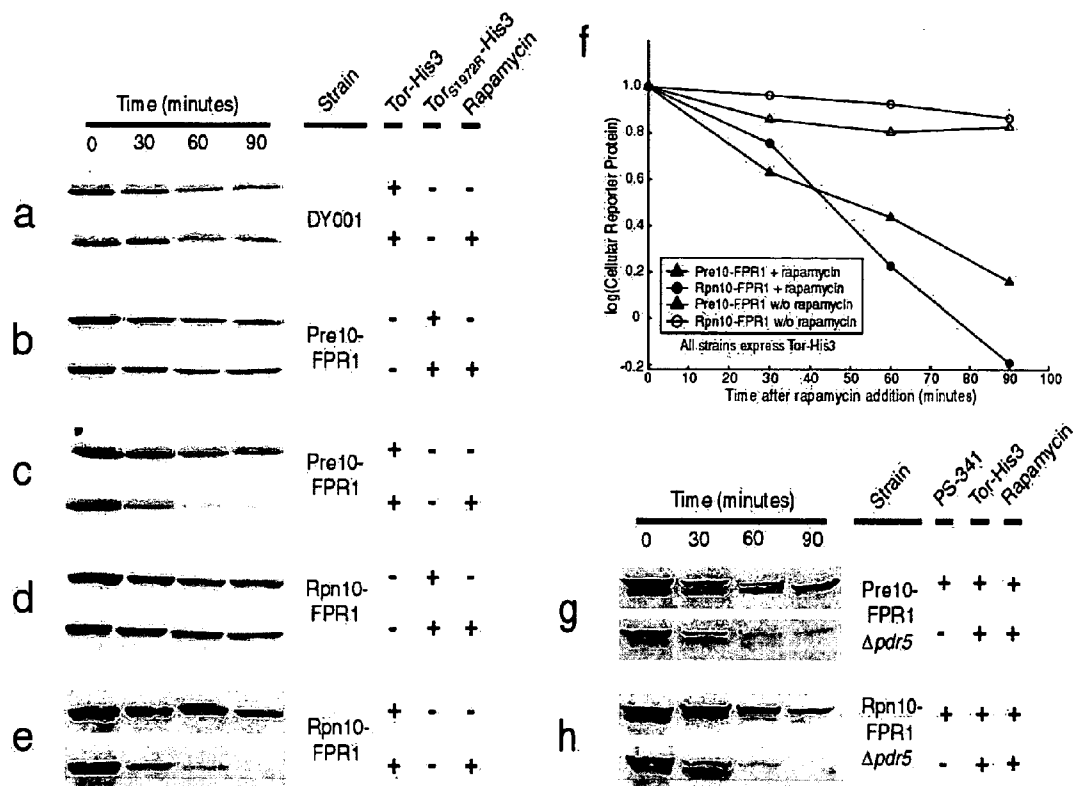 Time (minutes)
0 30 60 90
Strain
Tor-His3
TorS1972R-His3
Rapamycin
a
DY001
+ - -
+ - +
b
Pre10-
FPR1
- + -
- + +
c
Pre10-
FPR1
+ - -
+ - +
d
Rpn10-
FPR1
- + -
- + +
e
Rpn10-
FPR1
+ - -
+ - +
f
log(Cellular Reporter Protein)
1.0
0.8
0.6
0.4
0.2
0
-0.2
Pre10-FPR1 + rapamycin
Rpn10-FPR1 + rapamycin
Pre10-FPR1 w/o rapamycin
Rpn10-FPR1 w/o rapamycin
All strains express Tor-His3
0 10 20 30 40 50 60 70 80 90 100
Time after rapamycin addition (minutes)
Time (minutes)
0 30 60 90
Strain
PS-341
Tor-His3
Rapamycin
g
Pre10-
FPR1
Δpdr5
+ + +
- + +
h
Rpn10-
FPR1
Δpdr5
+ + +
- + +